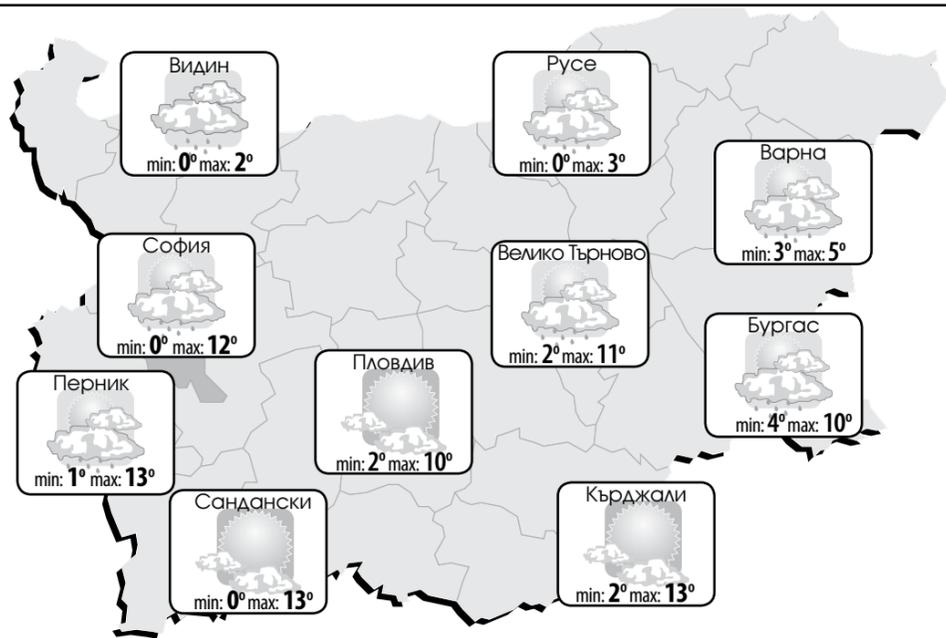 Видин
min: 0° max: 2°
Русе
min: 0° max: 3°
Варна
min: 3° max: 5°
София
min: 0° max: 12°
Велико Търново
min: 2° max: 11°
Бургас
min: 4° max: 10°
Пловдив
min: 2° max: 10°
Перник
min: 1° max: 13°
Сандански
min: 0° max: 13°
Кърджали
min: 2° max: 13°